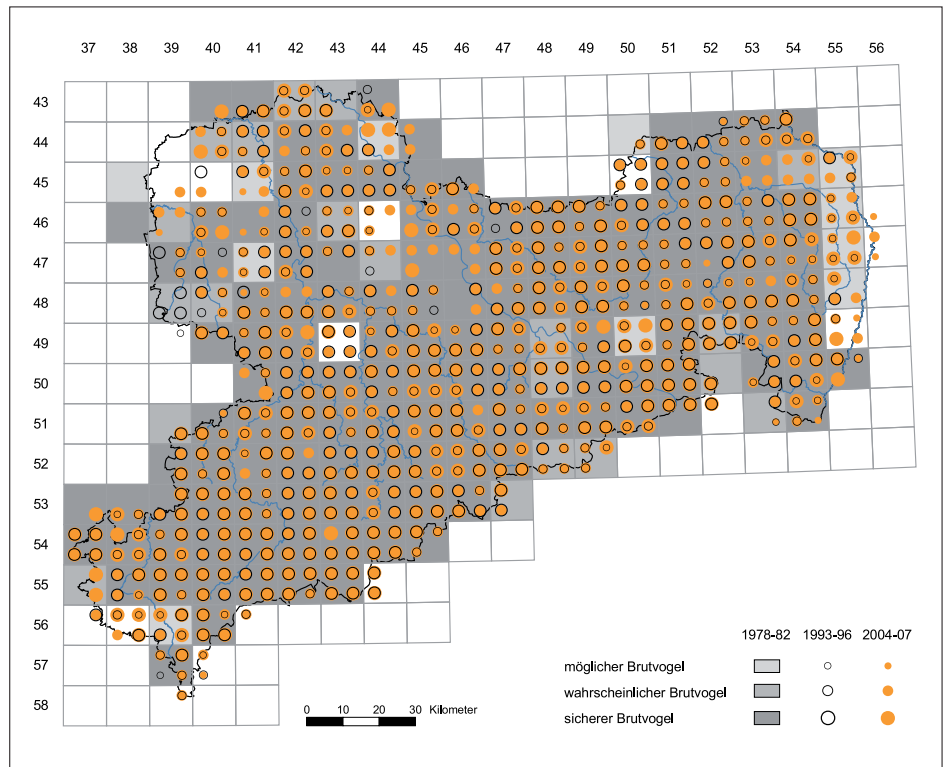 37 38 39 40 41 42 43 44 45 46 47 48 49 50 51 52 53 54 55 56
43
44
45
46
47
48
49
50
51
52
53
54
55
56
57
58
1978-82 1993-96 2004-07
möglicher Brutvogel
wahrscheinlicher Brutvogel
sicherer Brutvogel
0 10 20 30 Kilometer